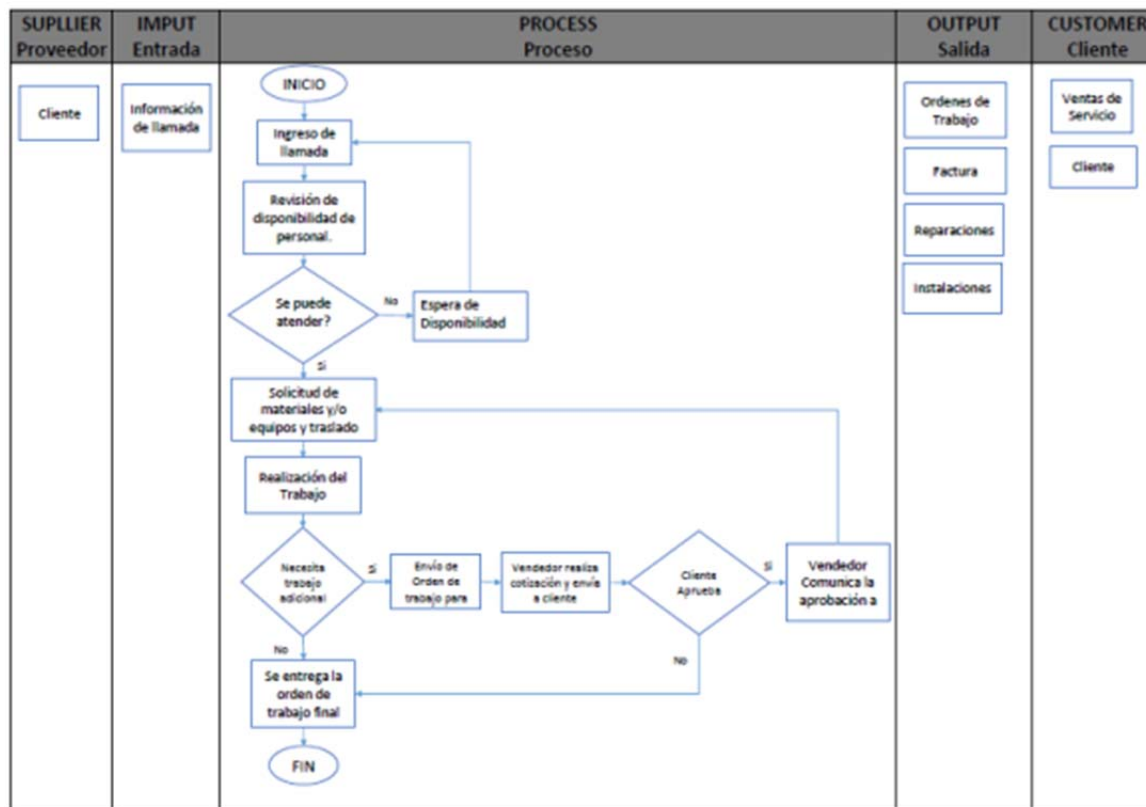 SUPLLIER
Proveedor
IMPUT
Entrada
PROCESS
Proceso
OUTPUT
Salida
CUSTOMER
Cliente
Cliente
Información
de llamada
INICIO
Ingreso de
llamada
Revisión de
disponibilidad de
personal.
Se puede
atender?
No
Espera de
Disponibilidad
Si
Solicitud de
materiales y/o
equipos y traslado
Realización del
Trabajo
Necesita
trabajo
adicional
Si
Envío de
Orden de
trabajo para
Vendedor realiza
cotización y envía
a cliente
Cliente
Aprueba
Si
Vendedor
Comunica la
aprobación a
No
No
Se entrega la
orden de
trabajo final
FIN
Ordenes de
Trabajo
Factura
Reparaciones
Instalaciones
Ventas de
Servicio
Cliente